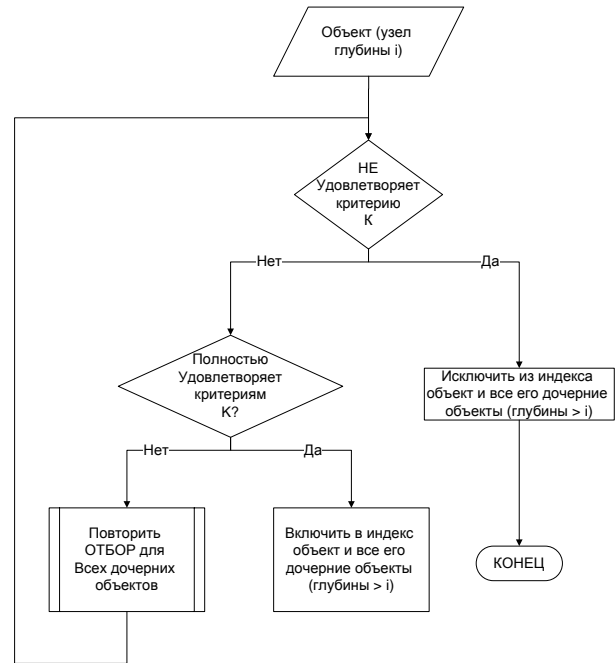 Объект (узел
глубины i)
НЕ
Удовлетворяет
критерию
К
Нет
Да
Полностью
Удовлетворяет
критериям
К?
Исключить из индекса
объект и все его дочерние
объекты (глубины > i)
Нет
Да
Повторить
ОТБОР для
Всех дочерних
объектов
Включить в индекс
объект и все его
дочерние объекты
(глубины > i)
КОНЕЦ